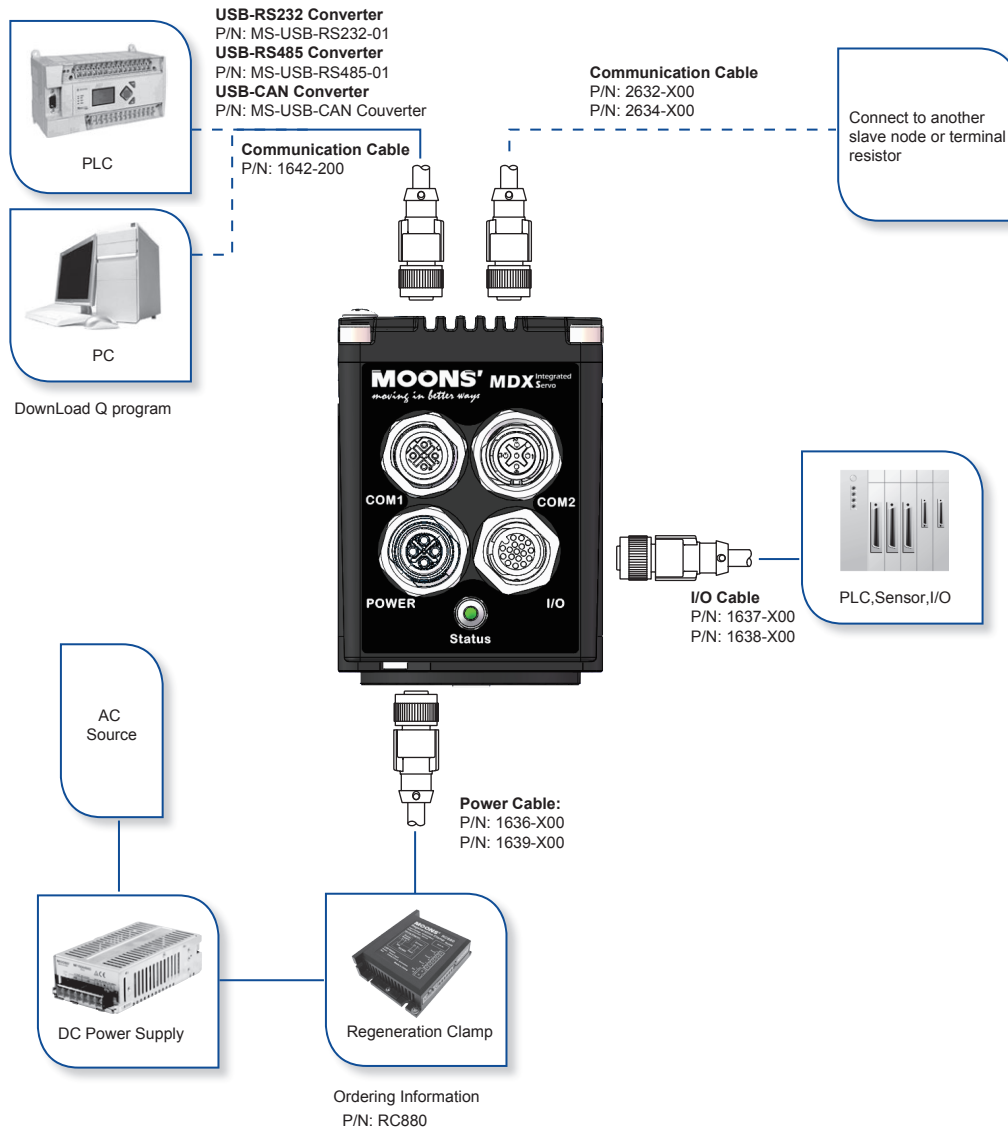 USB-RS232 Converter
P/N: MS-USB-RS232-01
USB-RS485 Converter
P/N: MS-USB-RS485-01
USB-CAN Converter
P/N: MS-USB-CAN Couverter
Communication Cable
P/N: 1642-200
PLC
PC
DownLoad Q program
Communication Cable
P/N: 2632-X00
P/N: 2634-X00
Connect to another
slave node or terminal
resistor
MOONS' MDX Integrated Servo
moving in better ways
COM1
COM2
POWER
I/O
Status
I/O Cable
P/N: 1637-X00
P/N: 1638-X00
PLC,Sensor,I/O
AC
Source
Power Cable:
P/N: 1636-X00
P/N: 1639-X00
DC Power Supply
MOONS'
Regeneration Clamp
Ordering Information
P/N: RC880